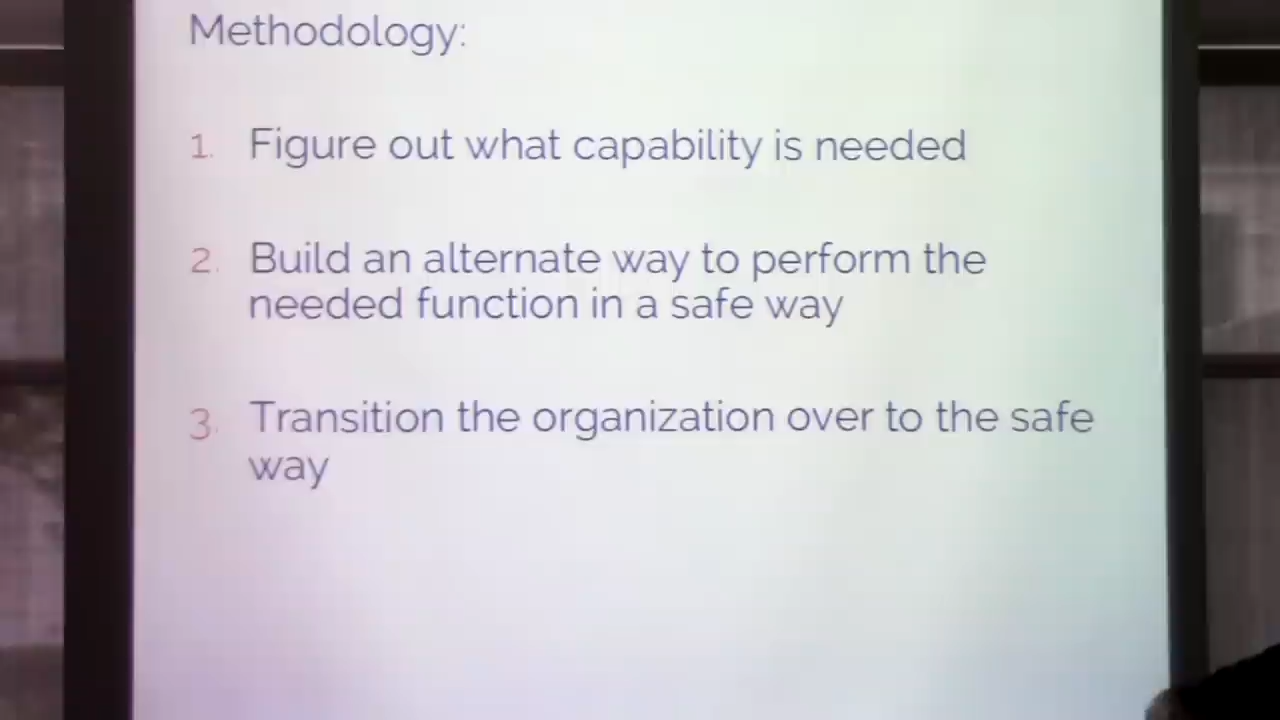 Methodology:
1. Figure out what capability is needed
2. Build an alternate way to perform the
needed function in a safe way
3. Transition the organization over to the safe
way